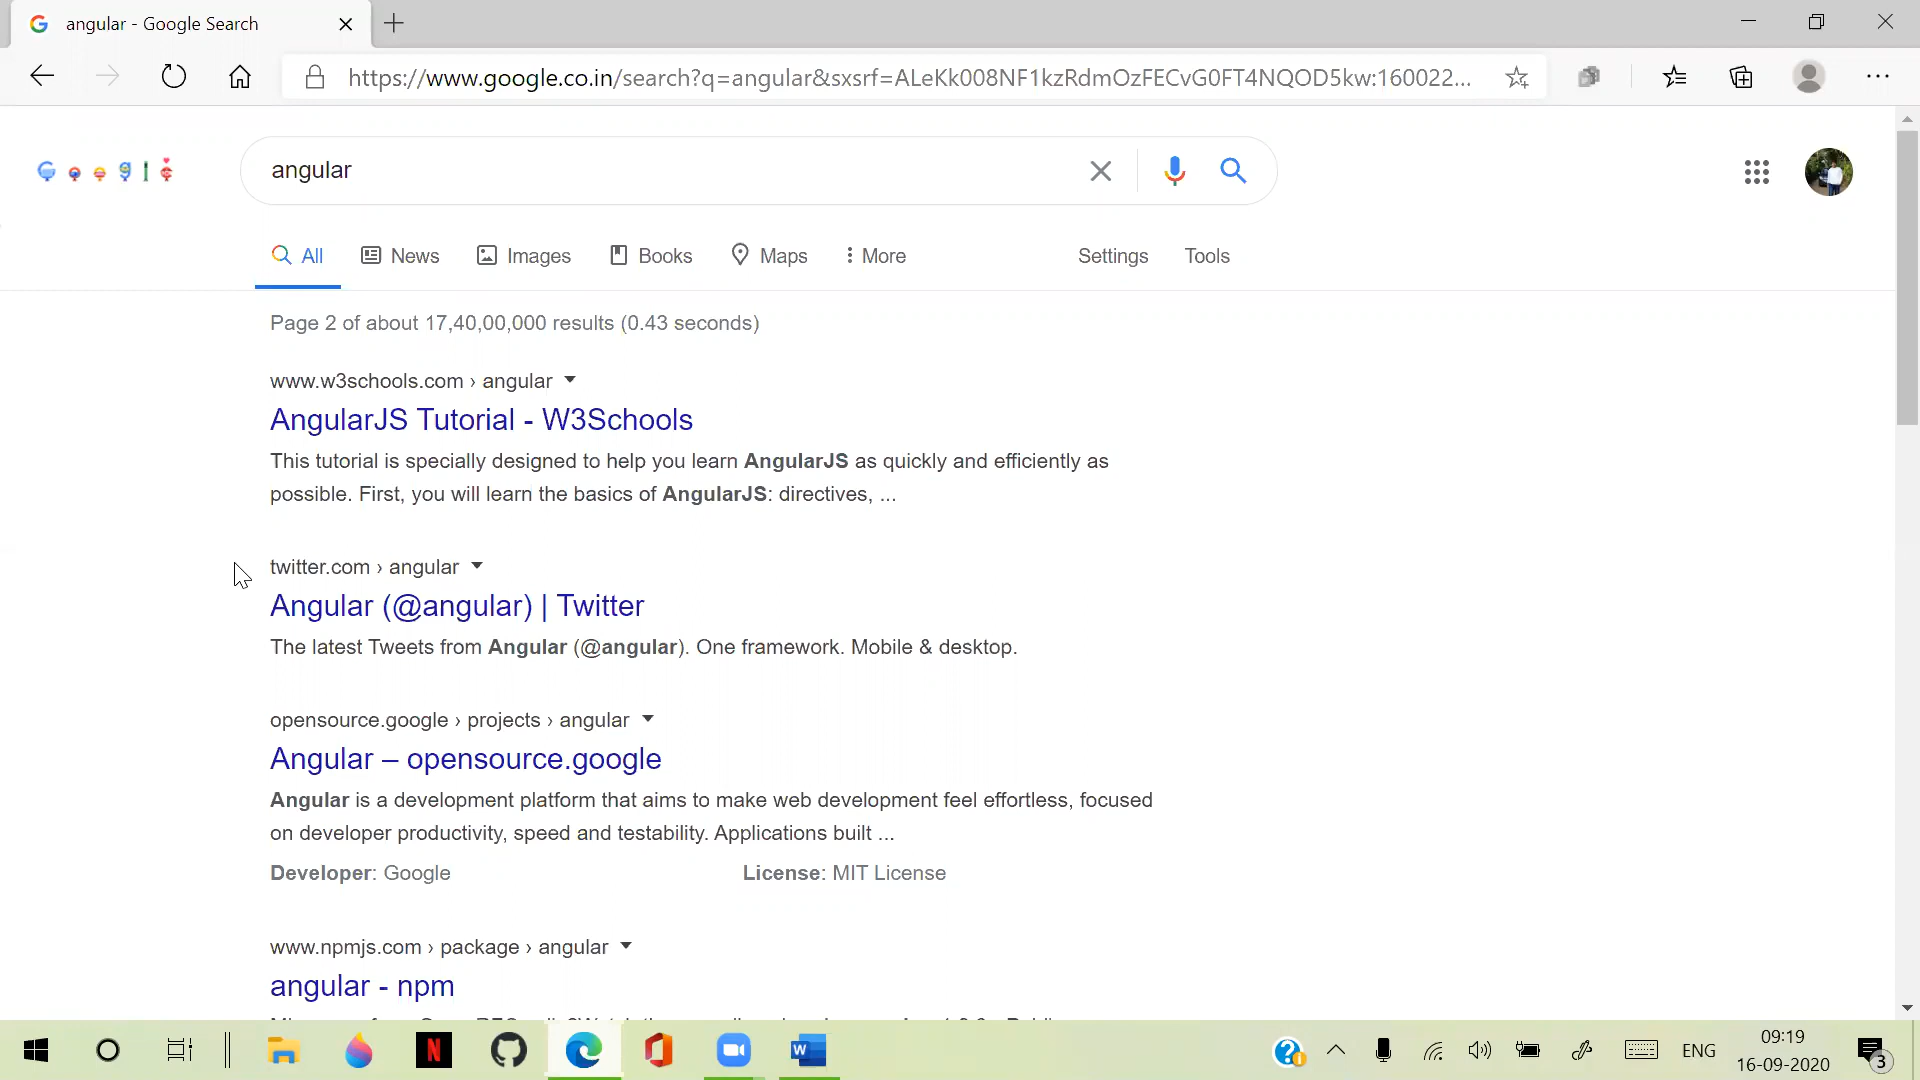 angular - Google Search
https://www.google.co.in/search?q=angular&sxsrf=ALeKk008NF1kzRdmOzFECvG0FT4NQOD5kw:160022...
Google
angular
All News Images Books Maps More Settings Tools
Page 2 of about 17,40,00,000 results (0.43 seconds)
www.w3schools.com › angular
AngularJS Tutorial - W3Schools
This tutorial is specially designed to help you learn AngularJS as quickly and efficiently as
possible. First, you will learn the basics of AngularJS: directives, ...
twitter.com › angular
Angular (@angular) | Twitter
The latest Tweets from Angular (@angular). One framework. Mobile & desktop.
opensource.google › projects › angular
Angular – opensource.google
Angular is a development platform that aims to make web development feel effortless, focused
on developer productivity, speed and testability. Applications built ...
Developer: Google License: MIT License
www.npmjs.com › package › angular
angular - npm
ENG
09:19
16-09-2020
3